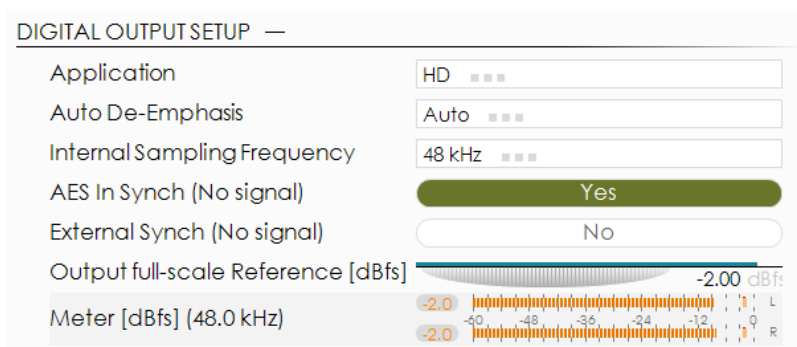 DIGITAL OUTPUT SETUP —
Application HD
Auto De-Emphasis Auto
Internal Sampling Frequency 48 kHz
AES In Synch (No signal) Yes
External Synch (No signal) No
Output full-scale Reference [dBfs] -2.00 dBfs
Meter [dBfs] (48.0 kHz)
-2.0 L
-60 -48 -36 -24 -12 0
-2.0 R